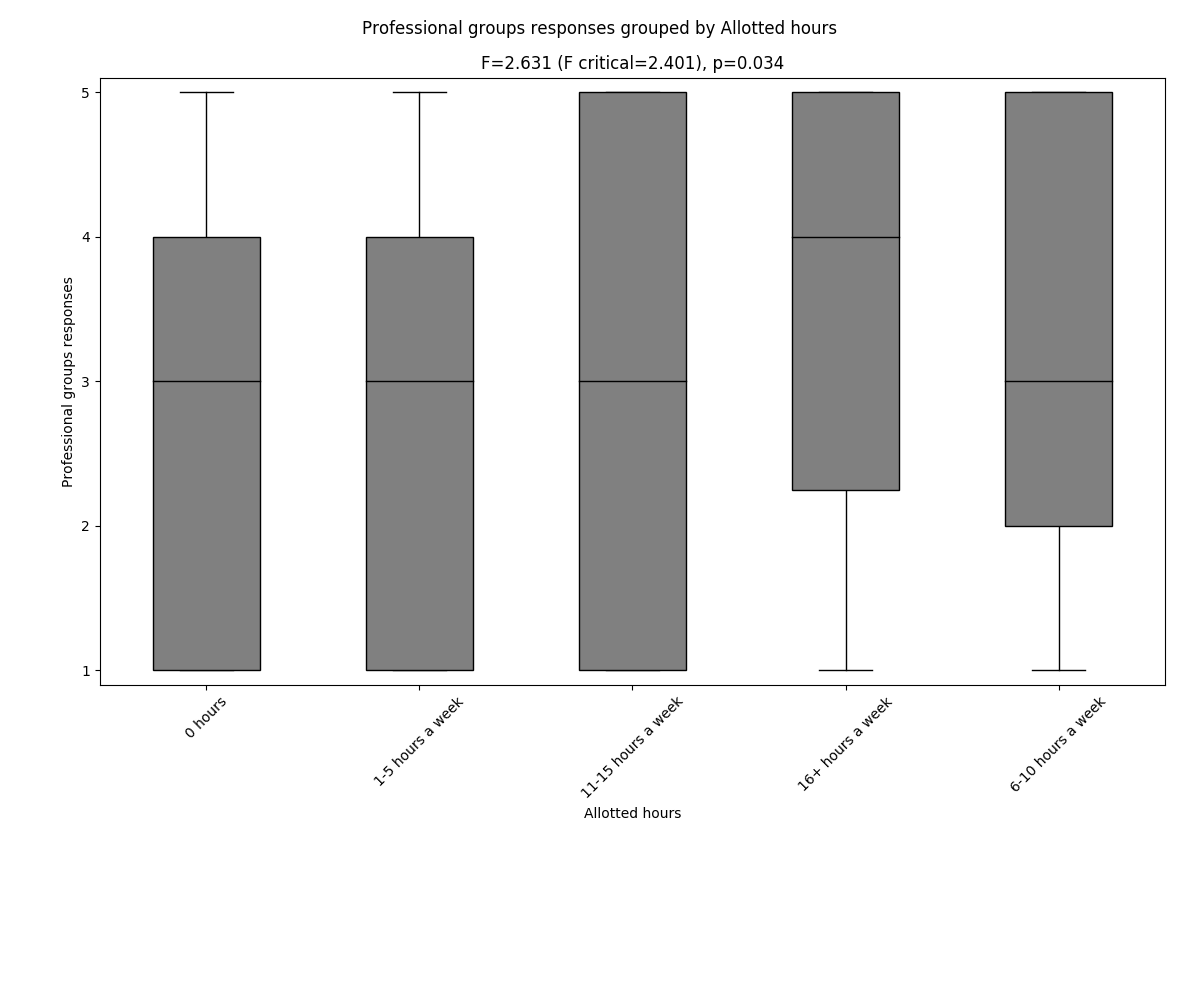 Professional groups responses grouped by Allotted hours
F=2.631 (F critical=2.401), p=0.034
Professional groups responses
5
4
3
2
1
0 hours
1-5 hours a week
11-15 hours a week
16+ hours a week
6-10 hours a week
Allotted hours